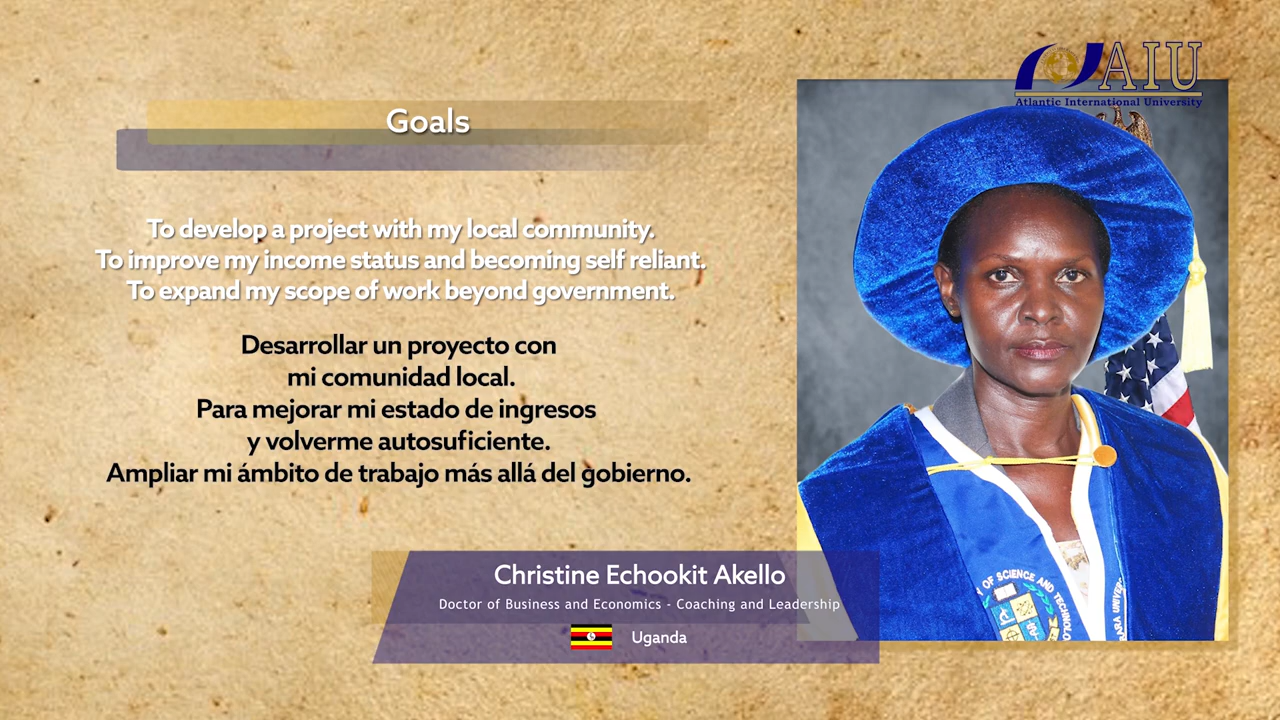 AIU
Atlantic International University
Goals
To develop a project with my local community.
To improve my income status and becoming self reliant.
To expand my scope of work beyond government.
Desarrollar un proyecto con
mi comunidad local.
Para mejorar mi estado de ingresos
y volverme autosuficiente.
Ampliar mi ámbito de trabajo más allá del gobierno.
OF SCIENCE AND
Christine Echookit Akello
Doctor of Business and Economics - Coaching and Leadership
Uganda